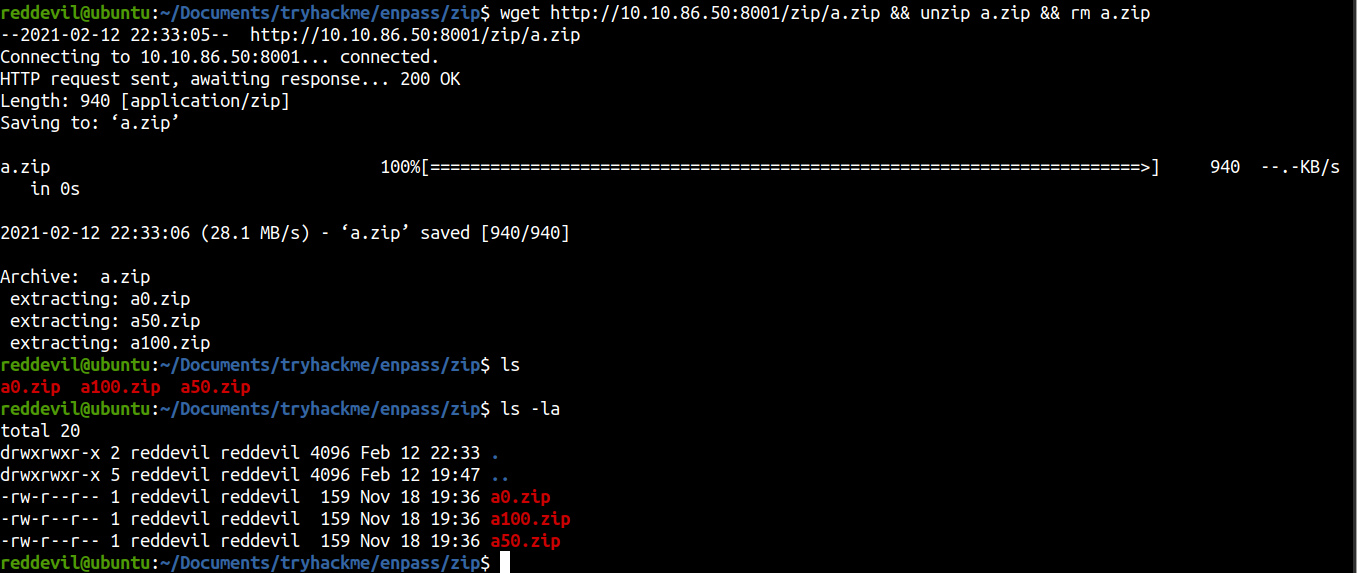 reddevil@ubuntu:~/Documents/tryhackme/enpass/zip$ wget http://10.10.86.50:8001/zip/a.zip && unzip a.zip && rm a.zip
--2021-02-12 22:33:05--  http://10.10.86.50:8001/zip/a.zip
Connecting to 10.10.86.50:8001... connected.
HTTP request sent, awaiting response... 200 OK
Length: 940 [application/zip]
Saving to: ‘a.zip’
a.zip                                 100%[=======================================================================>]     940  --.-KB/s
   in 0s
2021-02-12 22:33:06 (28.1 MB/s) - ‘a.zip’ saved [940/940]
Archive:  a.zip
 extracting: a0.zip
 extracting: a50.zip
 extracting: a100.zip
reddevil@ubuntu:~/Documents/tryhackme/enpass/zip$ ls
a0.zip  a100.zip  a50.zip
reddevil@ubuntu:~/Documents/tryhackme/enpass/zip$ ls -la
total 20
drwxrwxr-x 2 reddevil reddevil 4096 Feb 12 22:33 .
drwxrwxr-x 5 reddevil reddevil 4096 Feb 12 19:47 ..
-rw-r--r-- 1 reddevil reddevil  159 Nov 18 19:36 a0.zip
-rw-r--r-- 1 reddevil reddevil  159 Nov 18 19:36 a100.zip
-rw-r--r-- 1 reddevil reddevil  159 Nov 18 19:36 a50.zip
reddevil@ubuntu:~/Documents/tryhackme/enpass/zip$